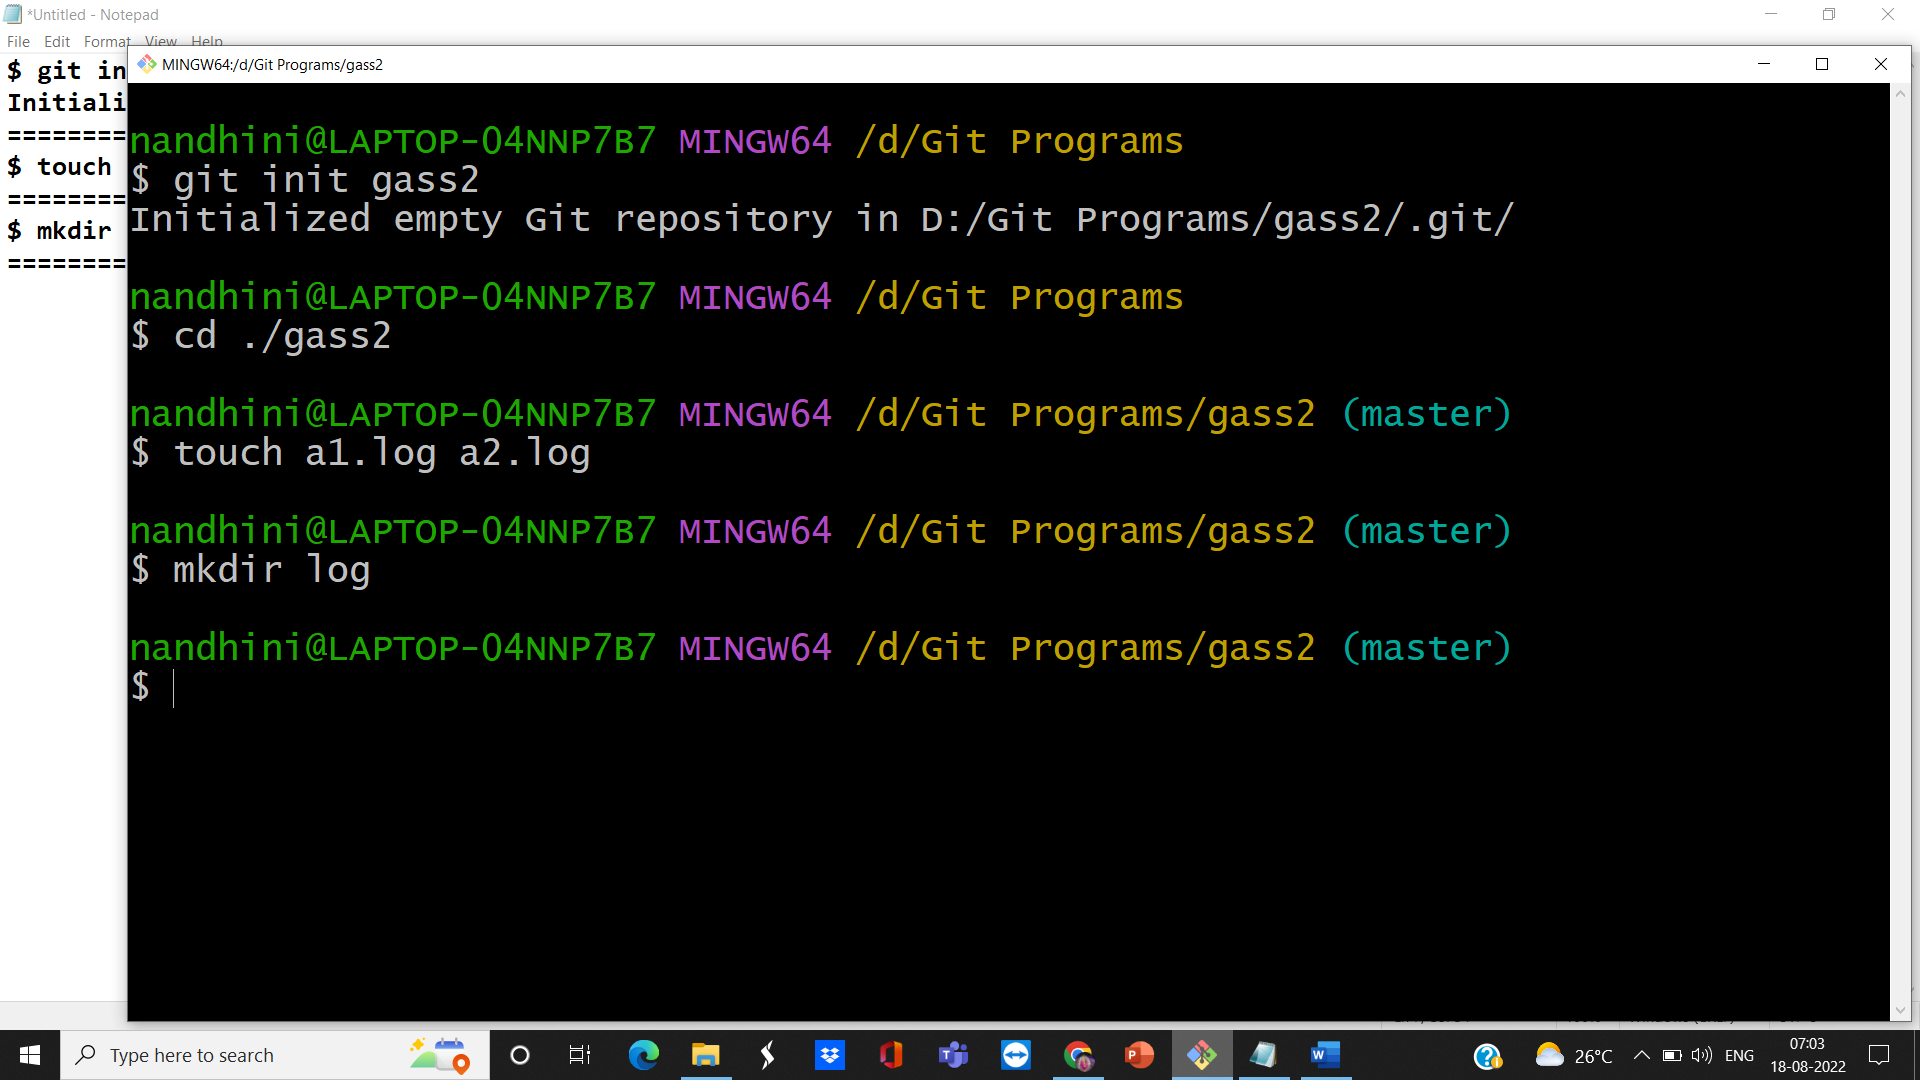 *Untitled - Notepad
File Edit Format View Help
$ git in
Initiali
========
$ touch
========
$ mkdir
========
MINGW64:/d/Git Programs/gass2
nandhini@LAPTOP-04NNP7B7 MINGW64 /d/Git Programs
$ git init gass2
Initialized empty Git repository in D:/Git Programs/gass2/.git/
nandhini@LAPTOP-04NNP7B7 MINGW64 /d/Git Programs
$ cd ./gass2
nandhini@LAPTOP-04NNP7B7 MINGW64 /d/Git Programs/gass2 (master)
$ touch a1.log a2.log
nandhini@LAPTOP-04NNP7B7 MINGW64 /d/Git Programs/gass2 (master)
$ mkdir log
nandhini@LAPTOP-04NNP7B7 MINGW64 /d/Git Programs/gass2 (master)
$
Type here to search
26°C
ENG
07:03
18-08-2022